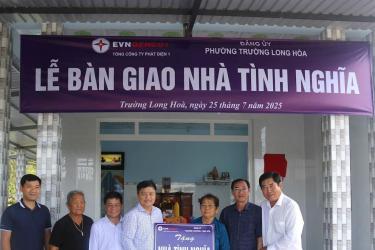 EVNGENCO1
TỔNG CÔNG TY PHÁT ĐIỆN 1
ĐẢNG ỦY
PHƯỜNG TRƯỜNG LONG HÒA
LỄ BÀN GIAO NHÀ TÌNH NGHĨA
Trường Long Hoà, ngày 25 tháng 7 năm 2025
Tặng
NHÀ TÌNH NGHĨA